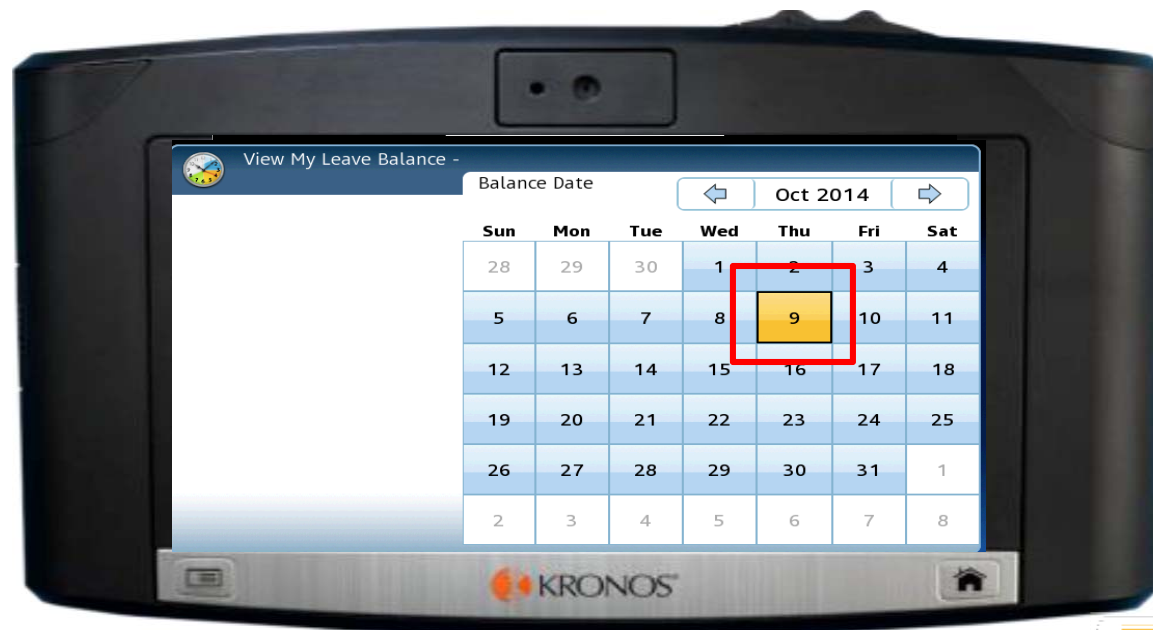 View My Leave Balance -
Balance Date
Oct 2014
Sun Mon Tue Wed Thu Fri Sat
28 29 30 1 2 3 4
5 6 7 8 9 10 11
12 13 14 15 16 17 18
19 20 21 22 23 24 25
26 27 28 29 30 31 1
2 3 4 5 6 7 8
KRONOS